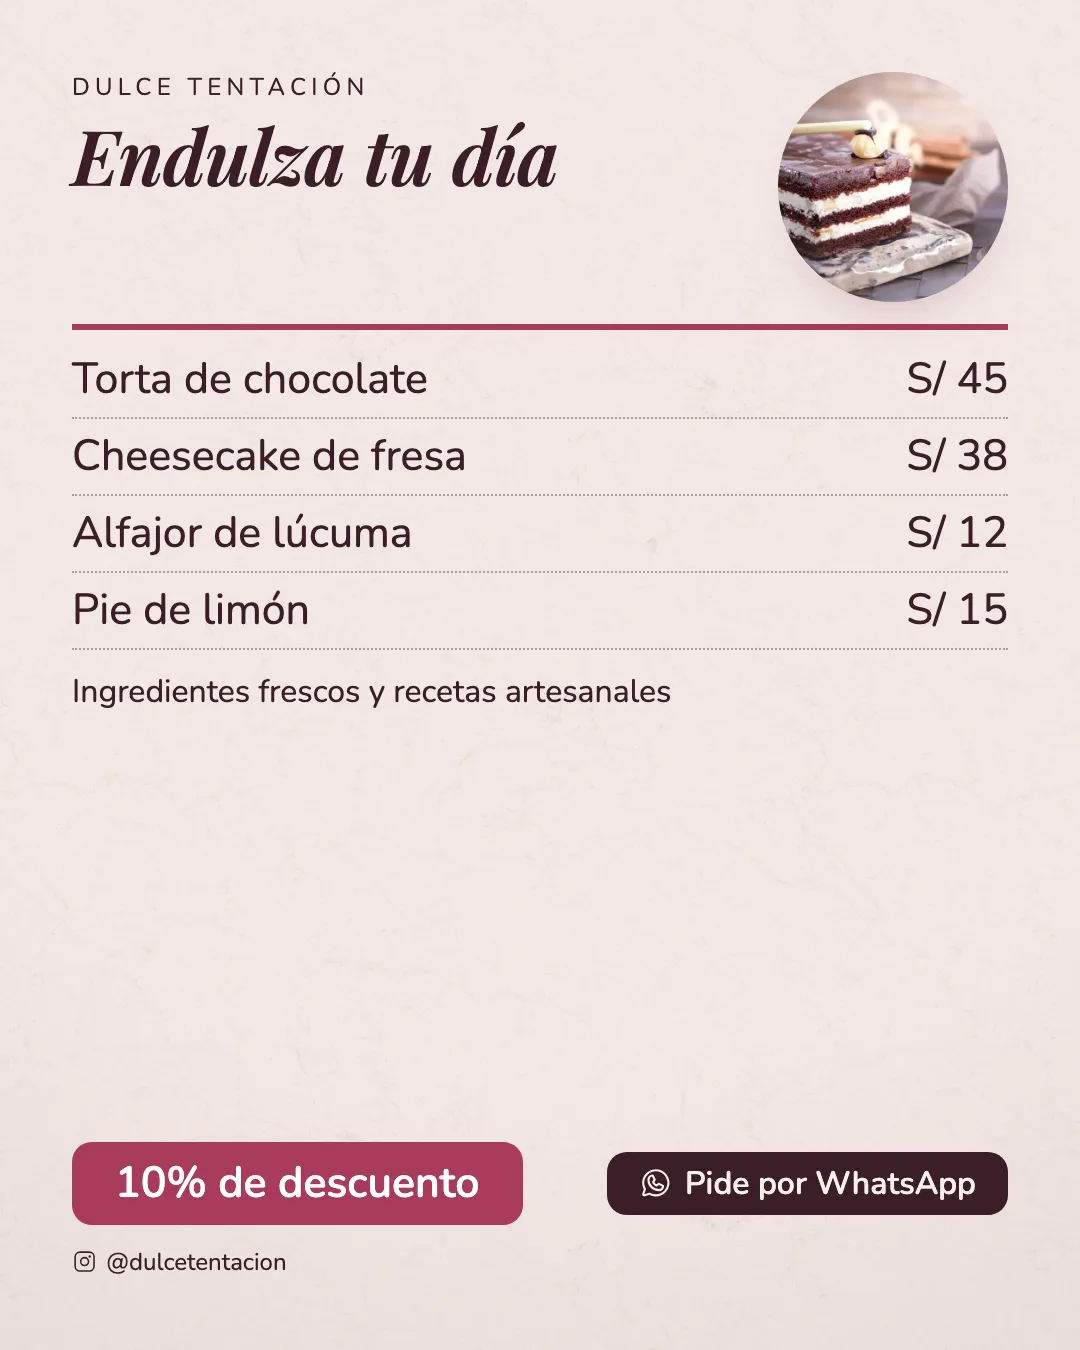 DULCE TENTACIÓN
Endulza tu día
Torta de chocolate S/ 45
Cheesecake de fresa S/ 38
Alfajor de lúcuma S/ 12
Pie de limón S/ 15
Ingredientes frescos y recetas artesanales
10% de descuento
Pide por WhatsApp
@dulcetentacion